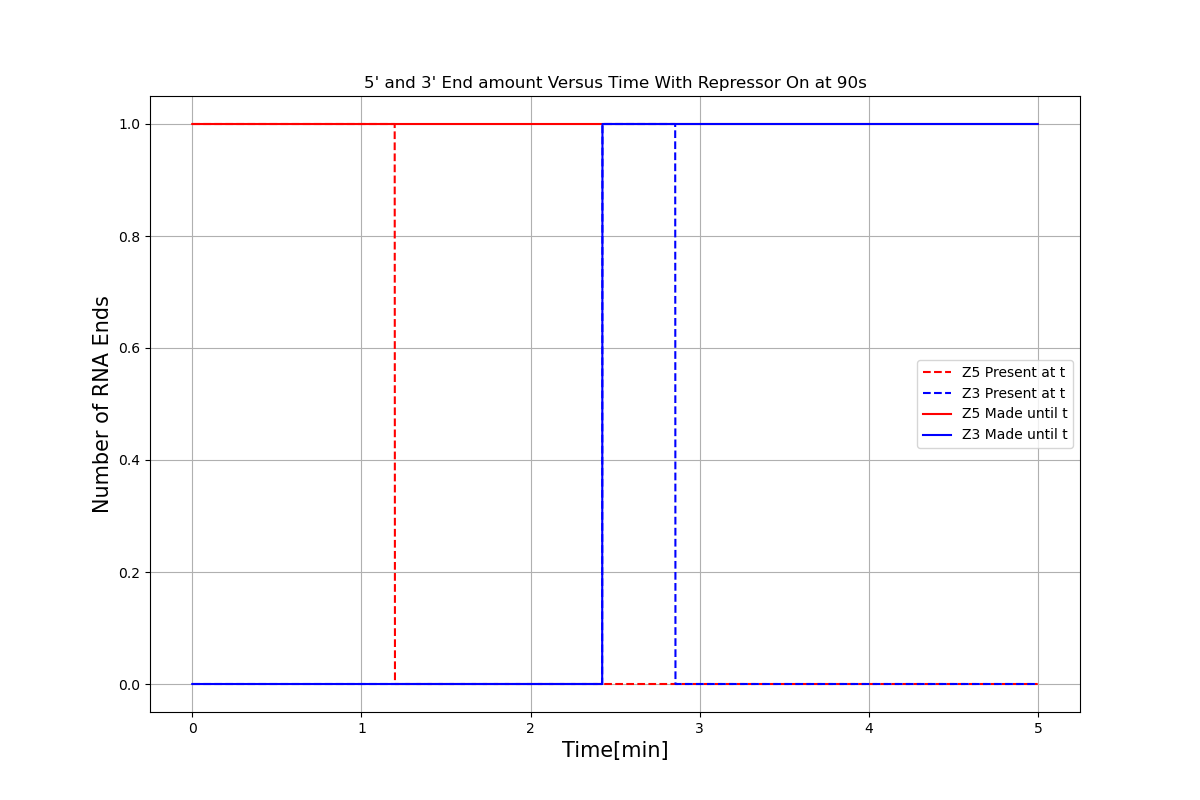 5' and 3' End amount Versus Time With Repressor On at 90s
Number of RNA Ends
1.0
0.8
0.6
0.4
0.2
0.0
Z5 Present at t
Z3 Present at t
Z5 Made until t
Z3 Made until t
0 1 2 3 4 5
Time[min]